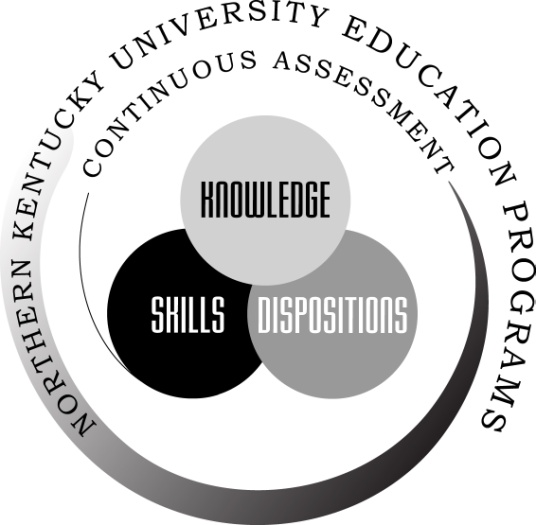 NORTHERN KENTUCKY UNIVERSITY EDUCATION PROGRAMS
CONTINUOUS ASSESSMENT
KNOWLEDGE
SKILLS
DISPOSITIONS